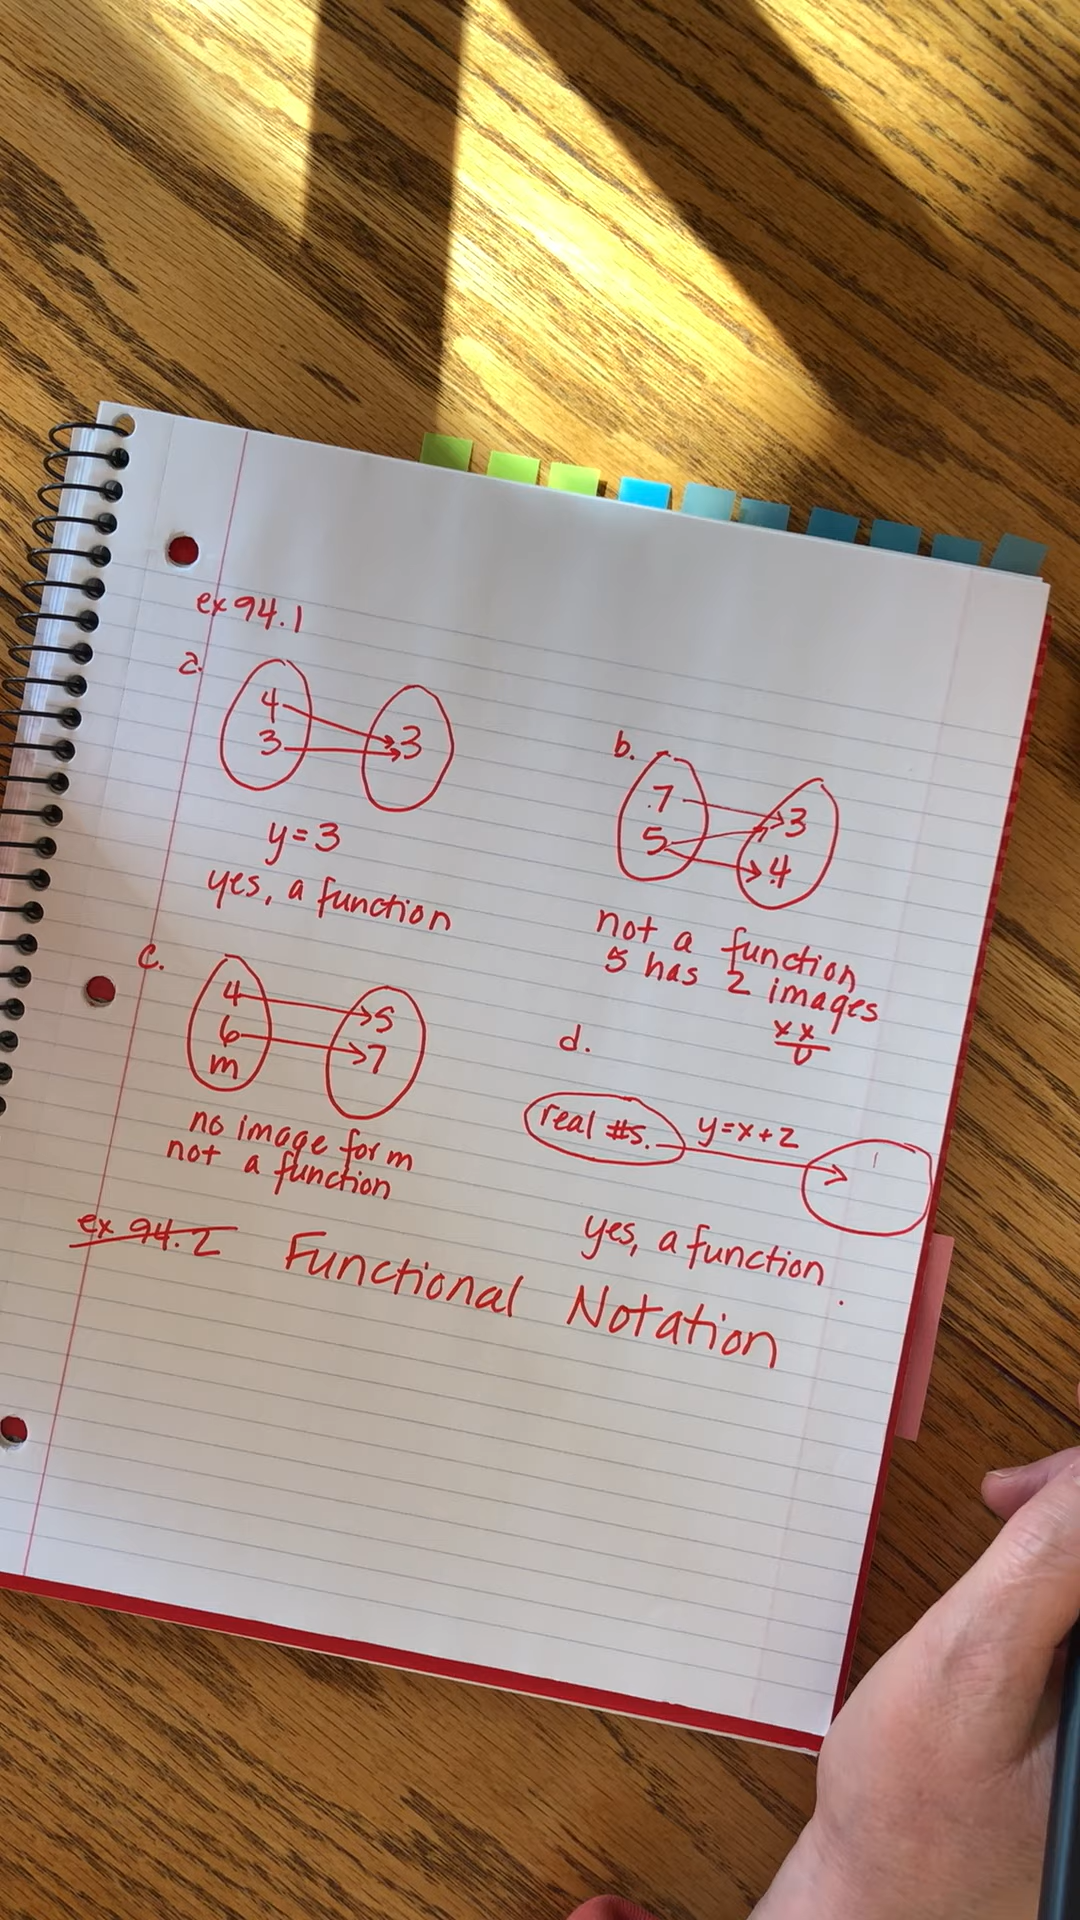 ex 94.1
a.
4
3
3
y=3
yes, a function
b.
7
5
3
4
not a function
5 has 2 images
x x
0
c.
4
6
m
5
7
no image for m
not a function
d.
real #s.
y=x+2
yes, a function
ex 94.2
Functional Notation